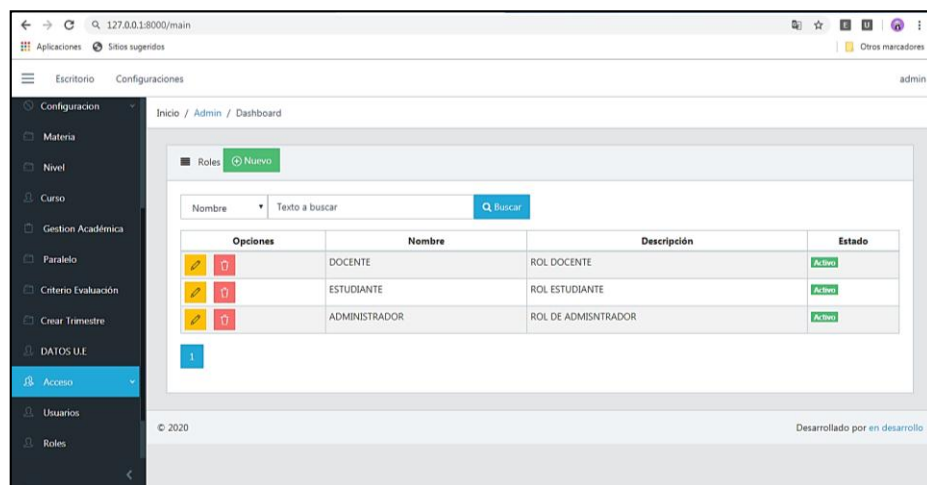 127.0.0.1:8000/main
Aplicaciones Sitios sugeridos Otros marcadores
Escritorio Configuraciones admin
Configuracion
Materia
Nivel
Curso
Gestion Académica
Paralelo
Criterio Evaluación
Crear Trimestre
DATOS U.E
Acceso
Usuarios
Roles
Inicio / Admin / Dashboard
Roles Nuevo
Nombre Texto a buscar Buscar
Opciones Nombre Descripción Estado
DOCENTE ROL DOCENTE Activo
ESTUDIANTE ROL ESTUDIANTE Activo
ADMINISTRADOR ROL DE ADMISNTRADOR Activo
1
© 2020 Desarrollado por en desarrollo